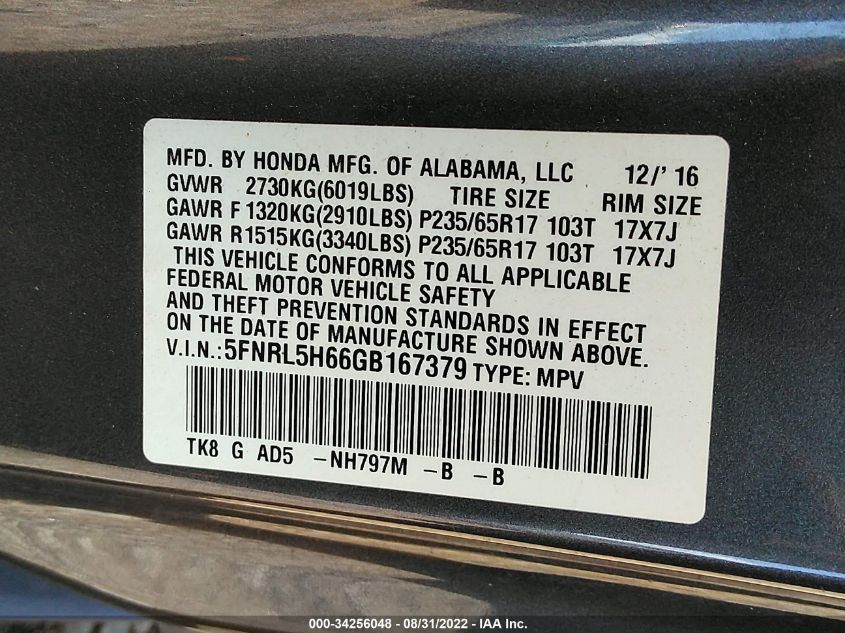 MFD. BY HONDA MFG. OF ALABAMA, LLC 12/' 16
GVWR 2730KG(6019LBS) TIRE SIZE RIM SIZE
GAWR F 1320KG(2910LBS) P235/65R17 103T 17X7J
GAWR R1515KG(3340LBS) P235/65R17 103T 17X7J
THIS VEHICLE CONFORMS TO ALL APPLICABLE
FEDERAL MOTOR VEHICLE SAFETY
AND THEFT PREVENTION STANDARDS IN EFFECT
ON THE DATE OF MANUFACTURE SHOWN ABOVE.
V.I.N.:5FNRL5H66GB167379 TYPE: MPV
TK8 G AD5 -NH797M -B -B
000-34256048 - 08/31/2022 - IAA Inc.